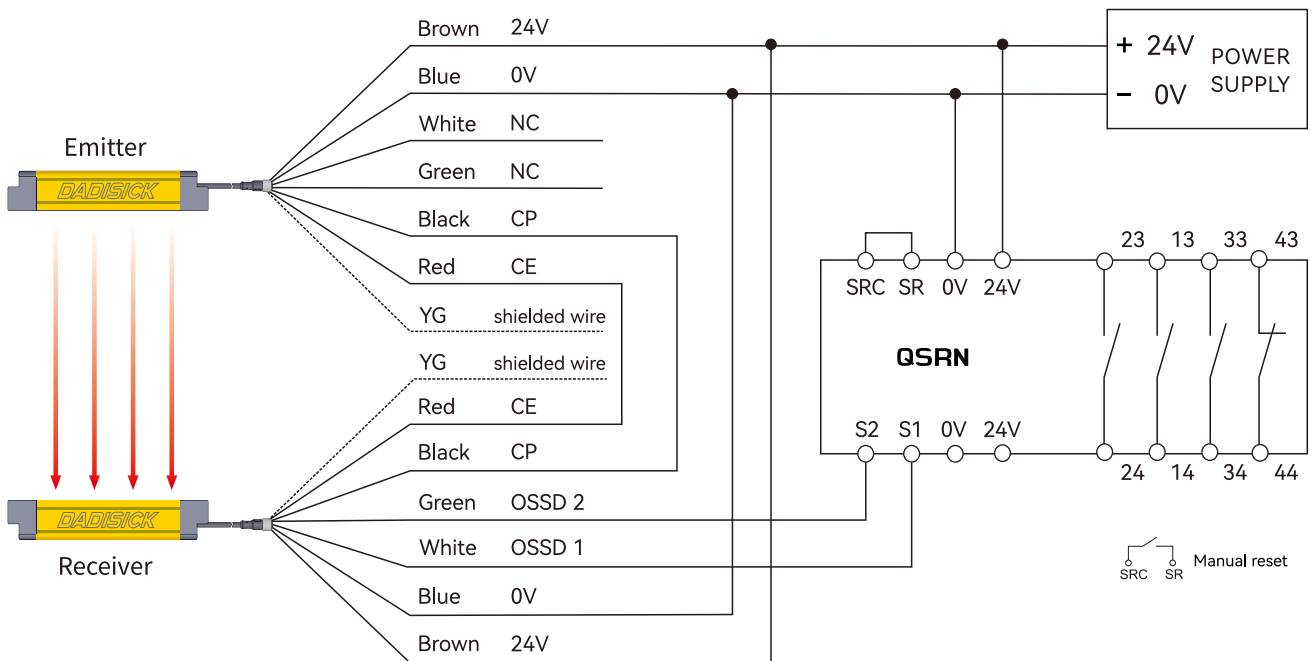 Brown 24V
Blue 0V
White NC
Green NC
Black CP
Red CE
YG shielded wire
YG shielded wire
Red CE
Black CP
Green OSSD 2
White OSSD 1
Blue 0V
Brown 24V
Emitter
DADISICK
DADISICK
Receiver
+ 24V
− 0V
POWER
SUPPLY
23 13 33 43
SRC SR 0V 24V
QSRN
S2 S1 0V 24V
24 14 34 44
SRC SR
Manual reset